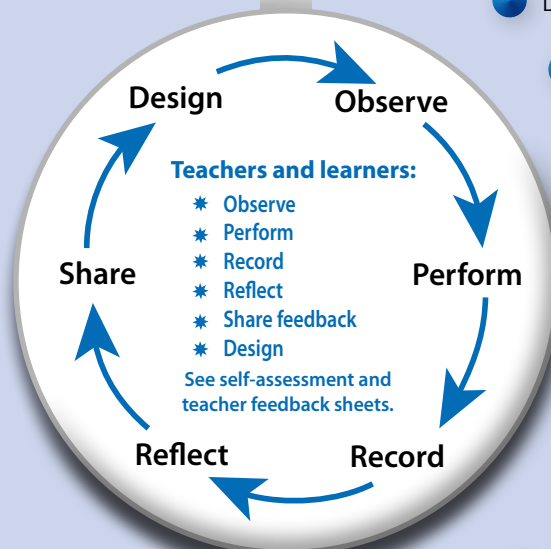 Design
Observe
Teachers and learners:
✷ Observe
✷ Perform
✷ Record
✷ Reflect
✷ Share feedback
✷ Design
See self-assessment and
teacher feedback sheets.
Share
Perform
Reflect
Record